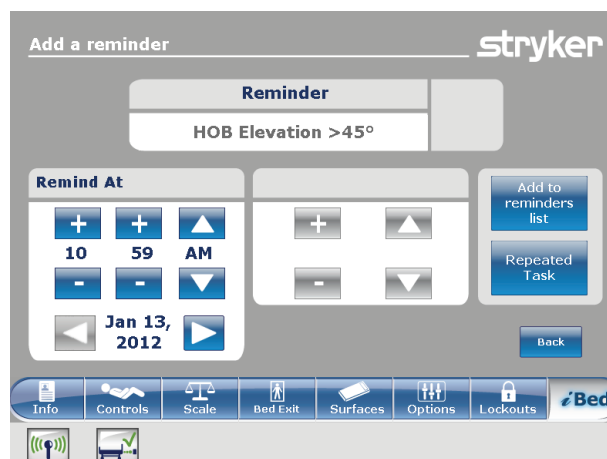 Add a reminder
stryker
Reminder
HOB Elevation >45°
Remind At
+ + +
10 59 AM
- - -
Jan 13,
2012
Add to
reminders
list
Repeated
Task
Back
Info Controls Scale Bed Exit Surfaces Options Lockouts iBed